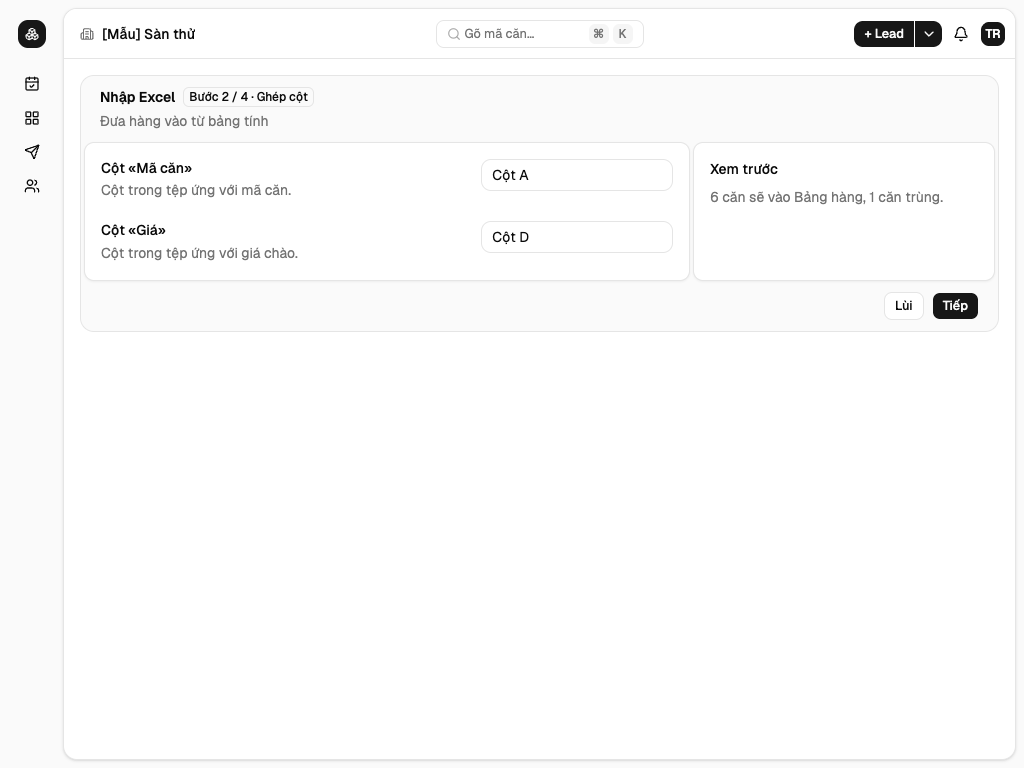 [Mẫu] Sàn thử
Gõ mã căn… ⌘ K
+ Lead
TR
Nhập Excel
Bước 2 / 4 · Ghép cột
Đưa hàng vào từ bảng tính
Cột «Mã căn»
Cột trong tệp ứng với mã căn.
Cột A
Cột «Giá»
Cột trong tệp ứng với giá chào.
Cột D
Xem trước
6 căn sẽ vào Bảng hàng, 1 căn trùng.
Lùi
Tiếp